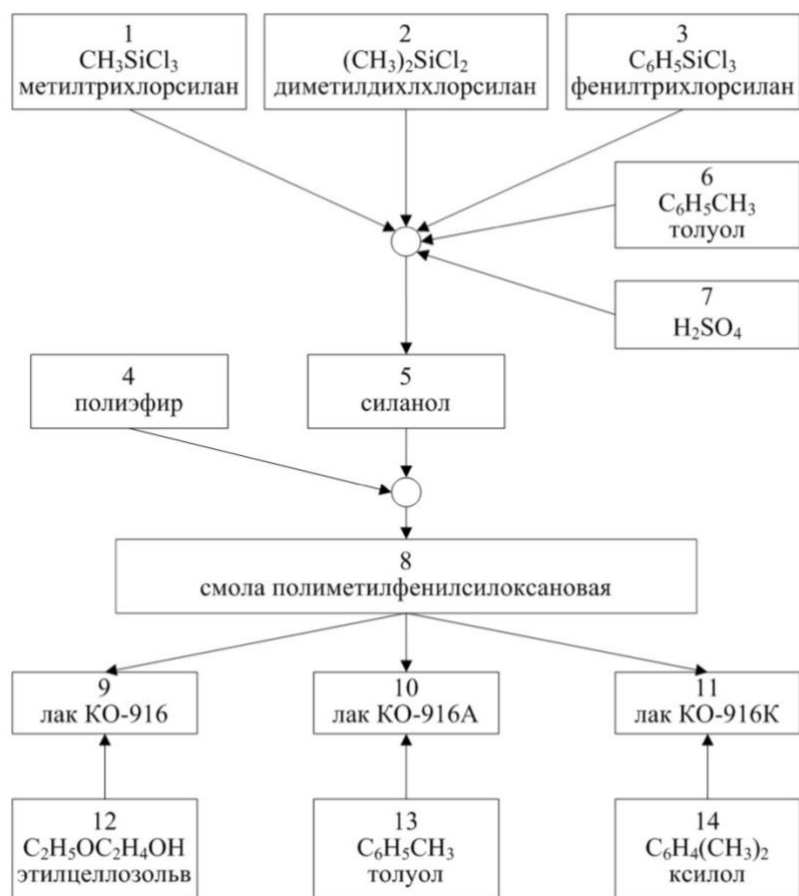 1
CH₃SiCl₃
метилтрихлорсилан
2
(CH₃)₂SiCl₂
диметилдихлхлорсилан
3
C₆H₅SiCl₃
фенилтрихлорсилан
6
C₆H₅CH₃
толуол
7
H₂SO₄
4
полиэфир
5
силанол
8
смола полиметилфенилсилоксановая
9
лак КО-916
10
лак КО-916А
11
лак КО-916К
12
C₂H₅OC₂H₄OH
этилцеллозольв
13
C₆H₅CH₃
толуол
14
C₆H₄(CH₃)₂
ксилол